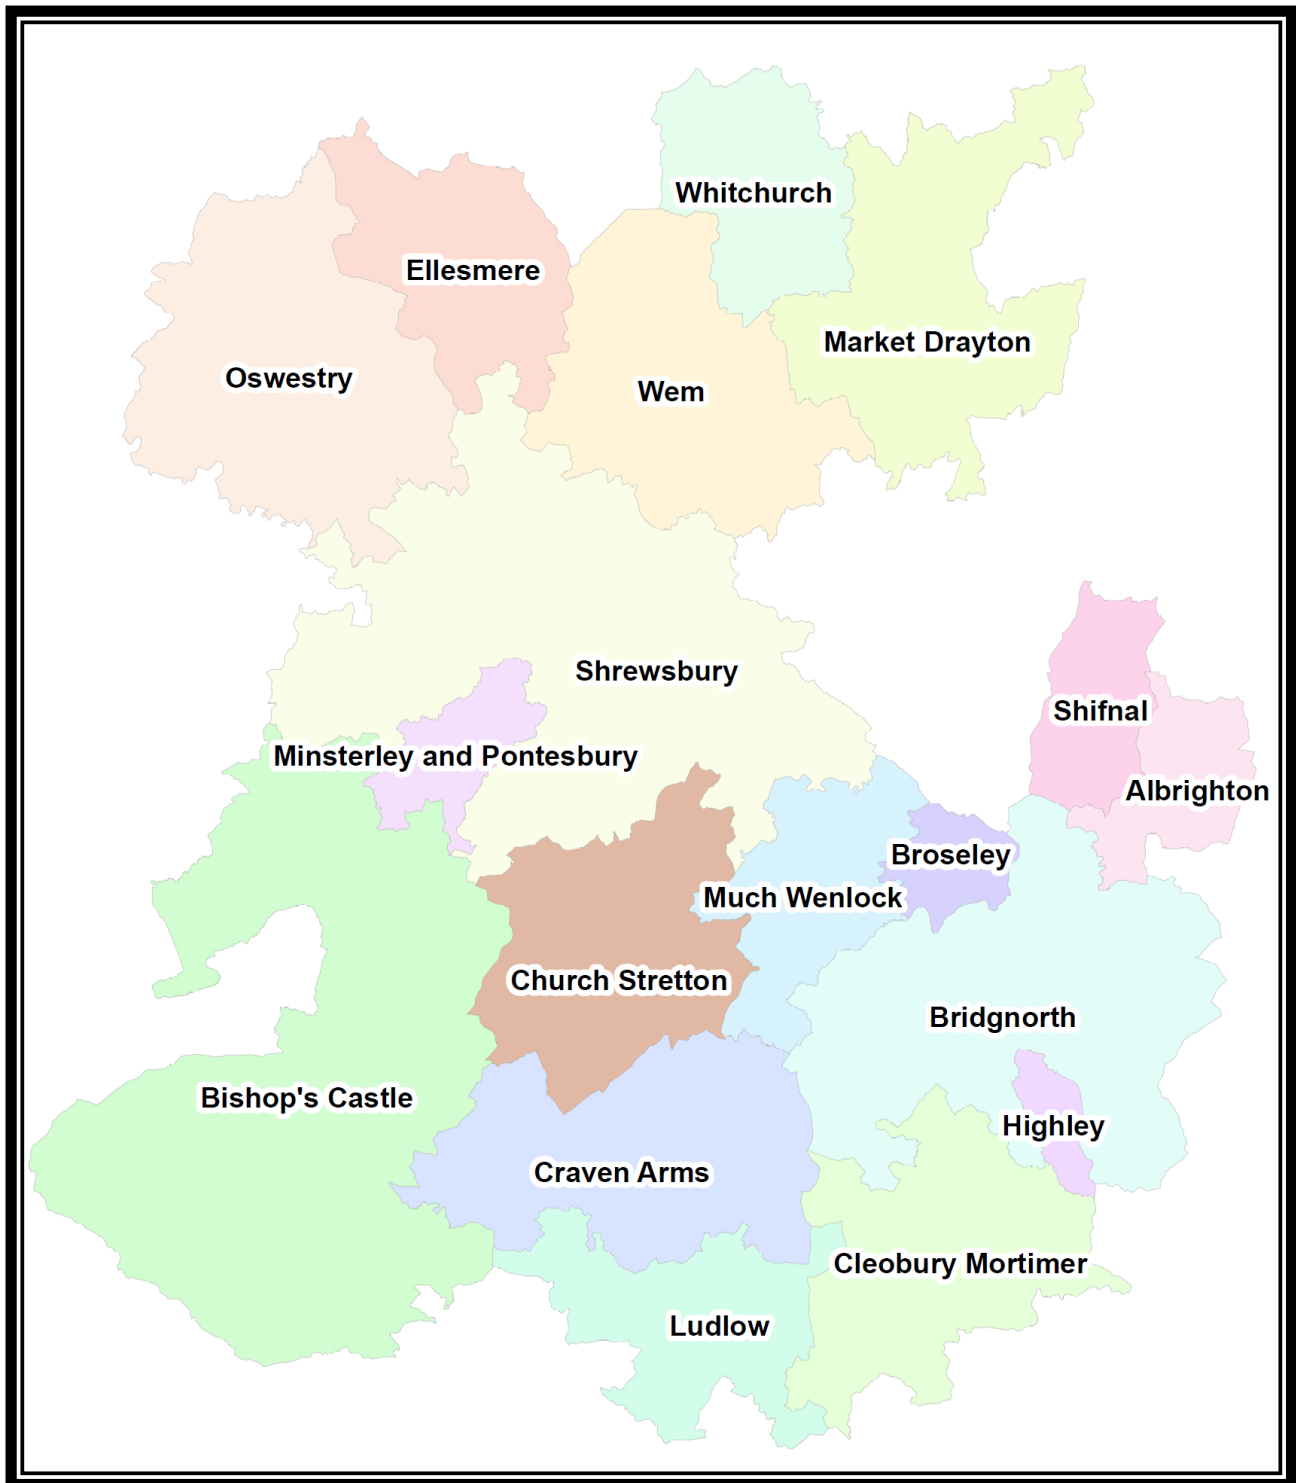 Whitchurch
Ellesmere
Market Drayton
Oswestry
Wem
Shrewsbury
Shifnal
Minsterley and Pontesbury
Albrighton
Broseley
Much Wenlock
Church Stretton
Bridgnorth
Bishop's Castle
Highley
Craven Arms
Cleobury Mortimer
Ludlow